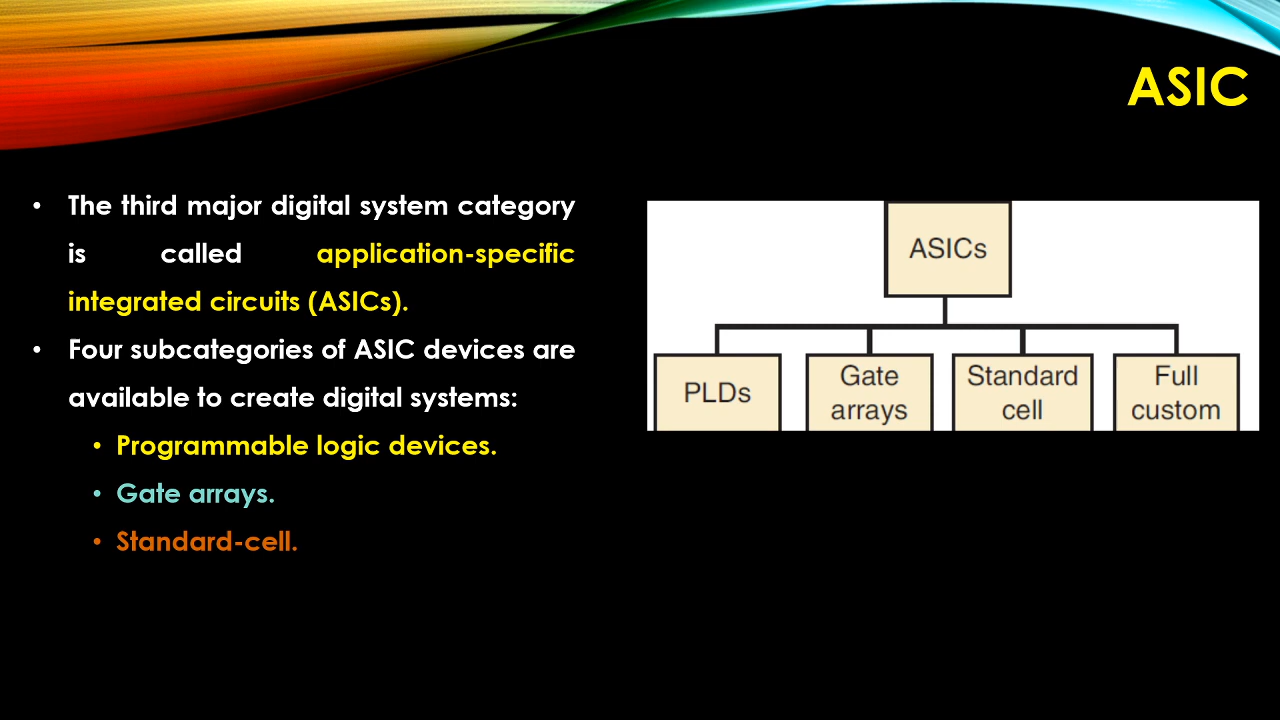 ASIC
• The third major digital system category
is called application-specific
integrated circuits (ASICs).
• Four subcategories of ASIC devices are
available to create digital systems:
• Programmable logic devices.
• Gate arrays.
• Standard-cell.
ASICs
PLDs
Gate
arrays
Standard
cell
Full
custom